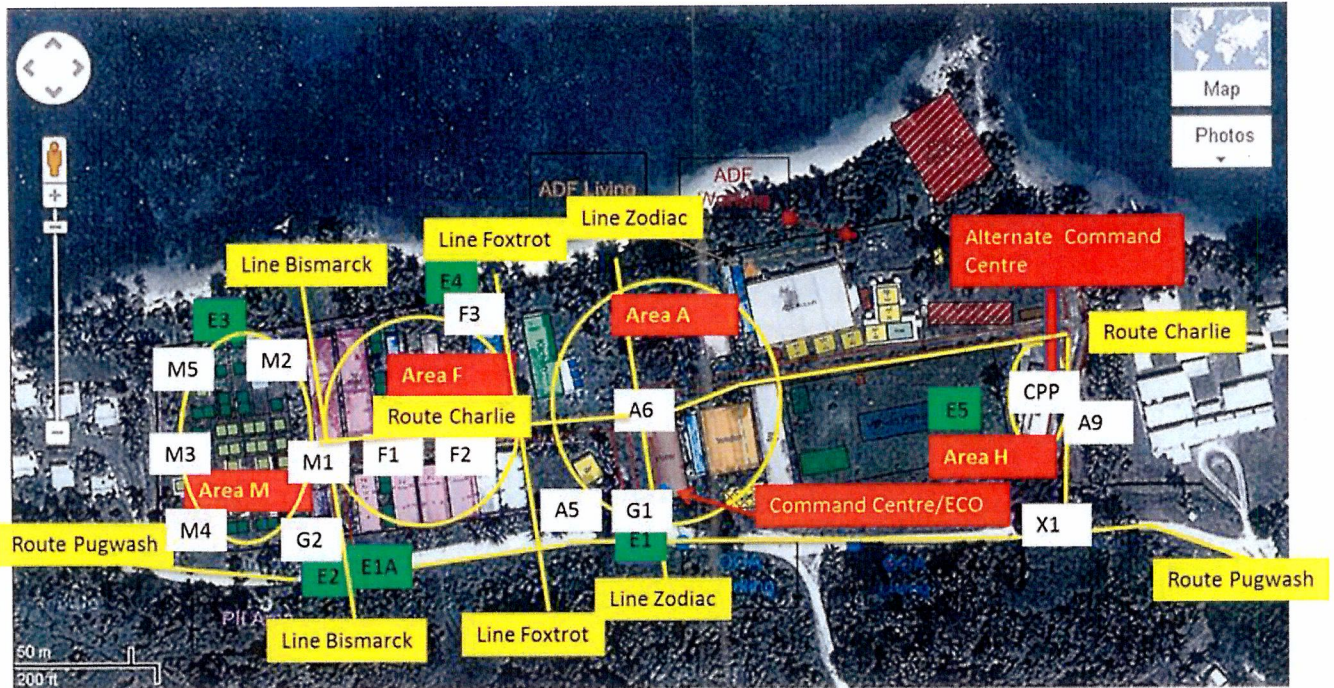 Map
Photos
ADF Living
ADF
Working
Line Zodiac
Line Foxtrot
Alternate Command
Centre
Line Bismarck
E4
F3
Area A
E3
Route Charlie
M2
M5
Area F
CPP
Route Charlie
A6
E5
A9
M3
M1
F1
F2
Area H
Area M
Command Centre/ECO
A5
G1
M4
X1
G2
E1
Route Pugwash
E2
E1A
Route Pugwash
Line Zodiac
Line Bismarck
Line Foxtrot
50 m
200 ft